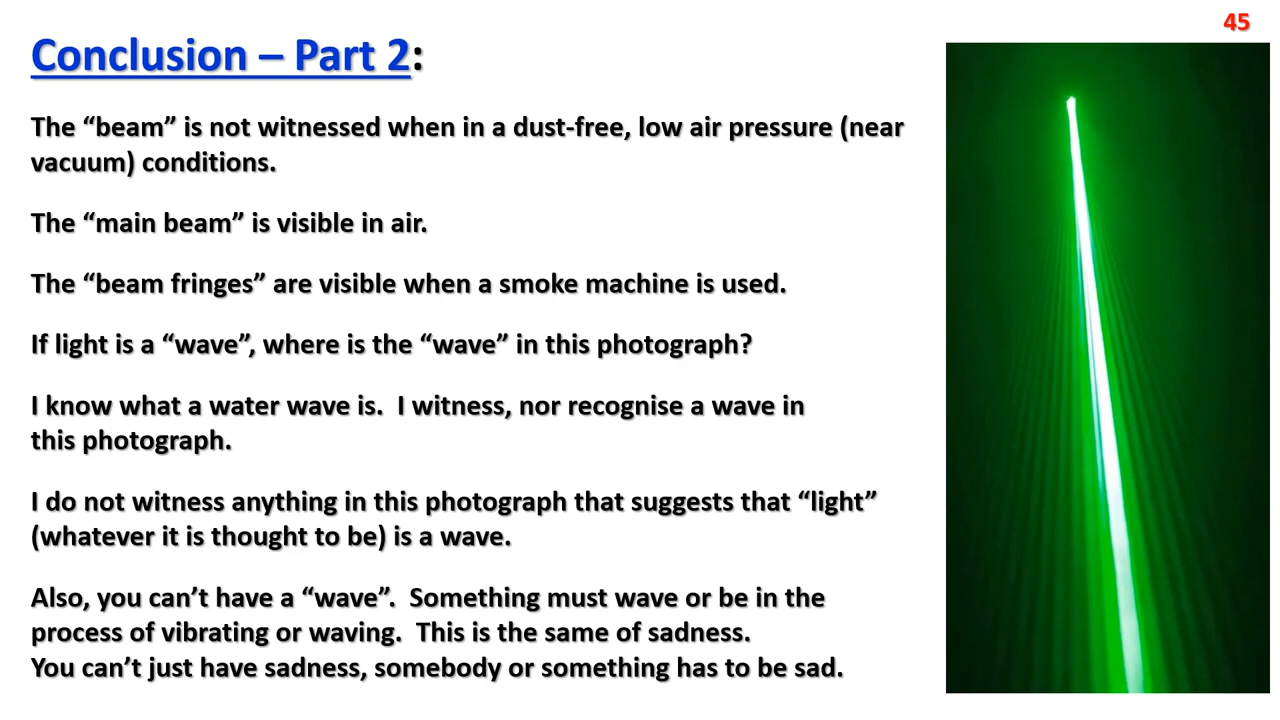 45
Conclusion – Part 2:
The “beam” is not witnessed when in a dust-free, low air pressure (near
vacuum) conditions.
The “main beam” is visible in air.
The “beam fringes” are visible when a smoke machine is used.
If light is a “wave”, where is the “wave” in this photograph?
I know what a water wave is.  I witness, nor recognise a wave in
this photograph.
I do not witness anything in this photograph that suggests that “light”
(whatever it is thought to be) is a wave.
Also, you can’t have a “wave”.  Something must wave or be in the
process of vibrating or waving.  This is the same of sadness.
You can’t just have sadness, somebody or something has to be sad.